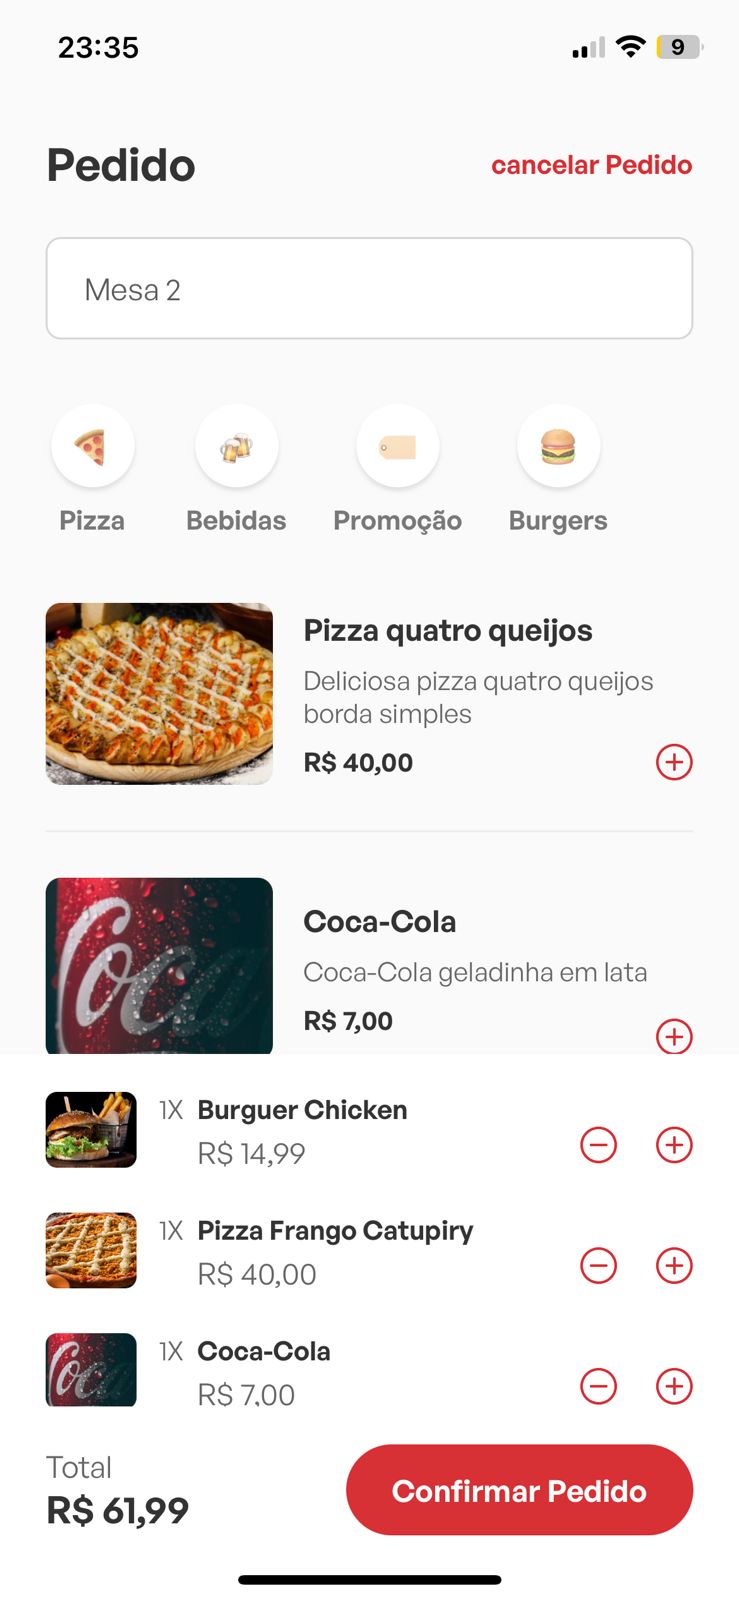 23:35
9
Pedido
cancelar Pedido
Mesa 2
Pizza
Bebidas
Promoção
Burgers
Pizza quatro queijos
Deliciosa pizza quatro queijos
borda simples
R$ 40,00
Coca-Cola
Coca-Cola geladinha em lata
R$ 7,00
Coca
1X Burguer Chicken
R$ 14,99
1X Pizza Frango Catupiry
R$ 40,00
1X Coca-Cola
R$ 7,00
Coca
Total
R$ 61,99
Confirmar Pedido